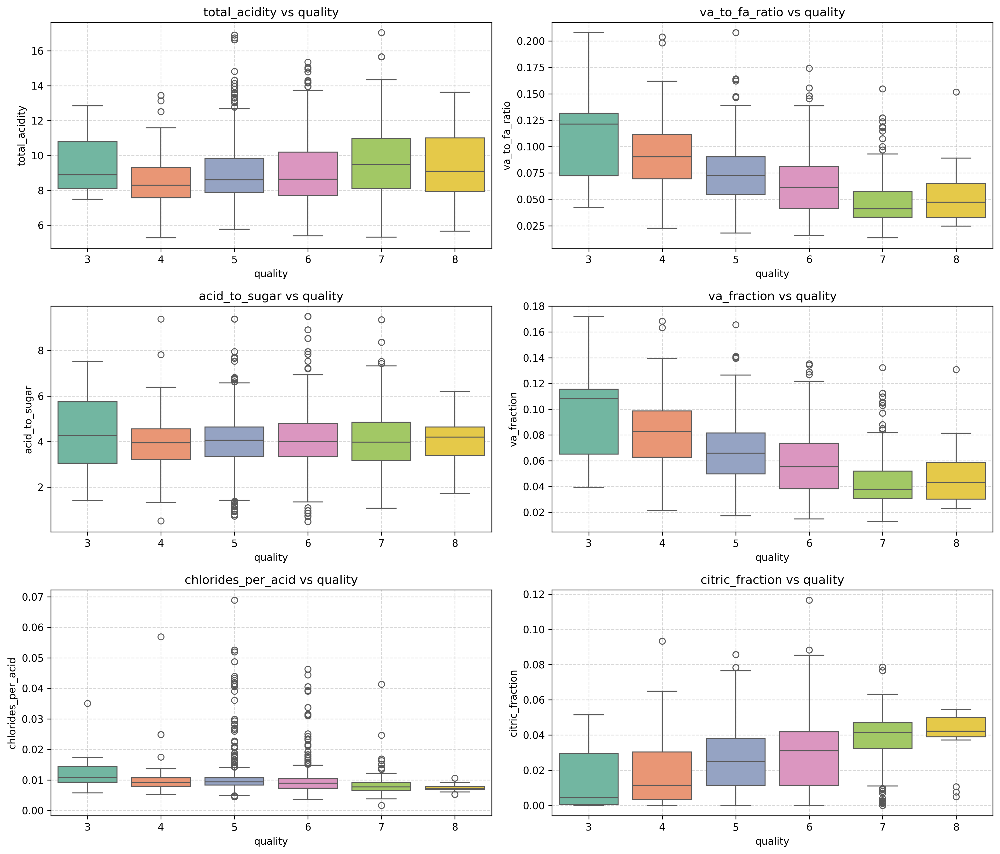 total_acidity vs quality
total_acidity
16
14
12
10
8
6
3 4 5 6 7 8
quality
va_to_fa_ratio vs quality
va_to_fa_ratio
0.200
0.175
0.150
0.125
0.100
0.075
0.050
0.025
3 4 5 6 7 8
quality
acid_to_sugar vs quality
acid_to_sugar
8
6
4
2
3 4 5 6 7 8
quality
va_fraction vs quality
va_fraction
0.18
0.16
0.14
0.12
0.10
0.08
0.06
0.04
0.02
3 4 5 6 7 8
quality
chlorides_per_acid vs quality
chlorides_per_acid
0.07
0.06
0.05
0.04
0.03
0.02
0.01
0.00
3 4 5 6 7 8
quality
citric_fraction vs quality
citric_fraction
0.12
0.10
0.08
0.06
0.04
0.02
0.00
3 4 5 6 7 8
quality